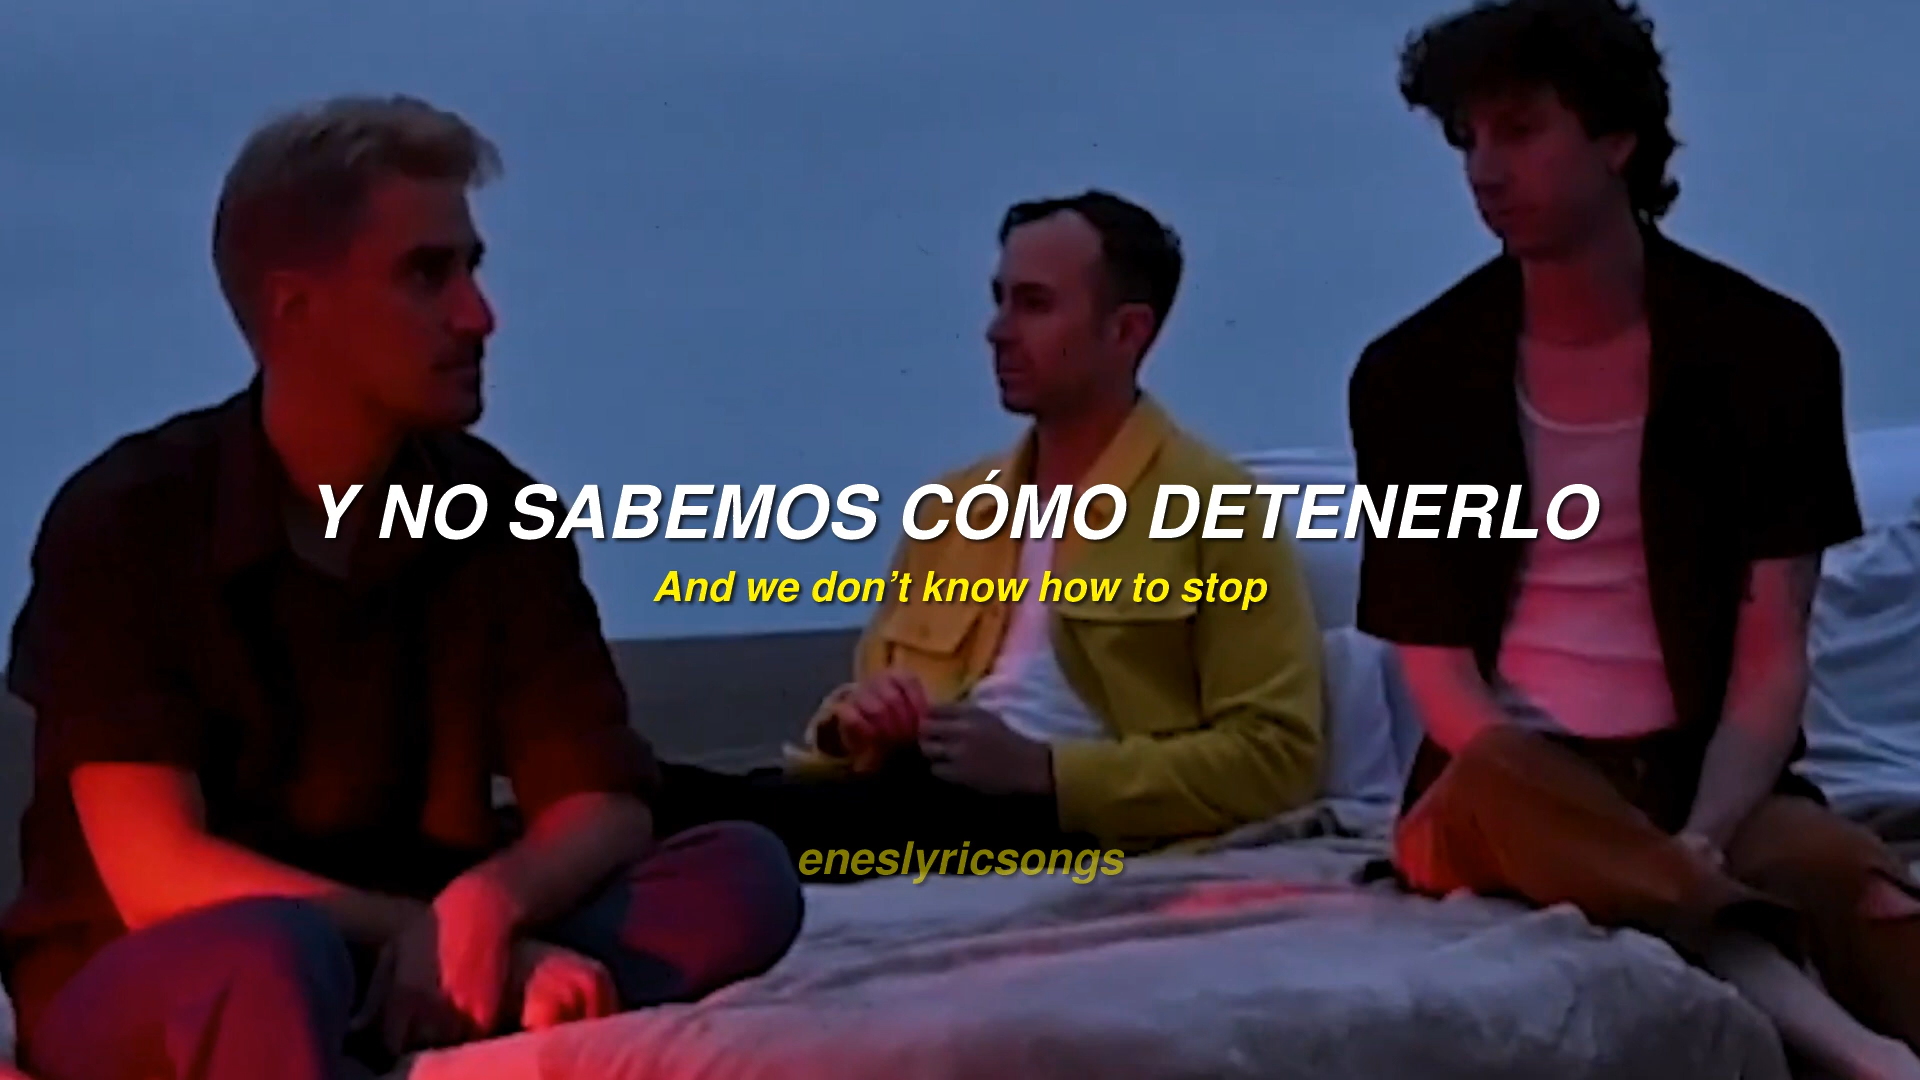 Y NO SABEMOS CÓMO DETENERLO
And we don’t know how to stop
eneslyricsongs